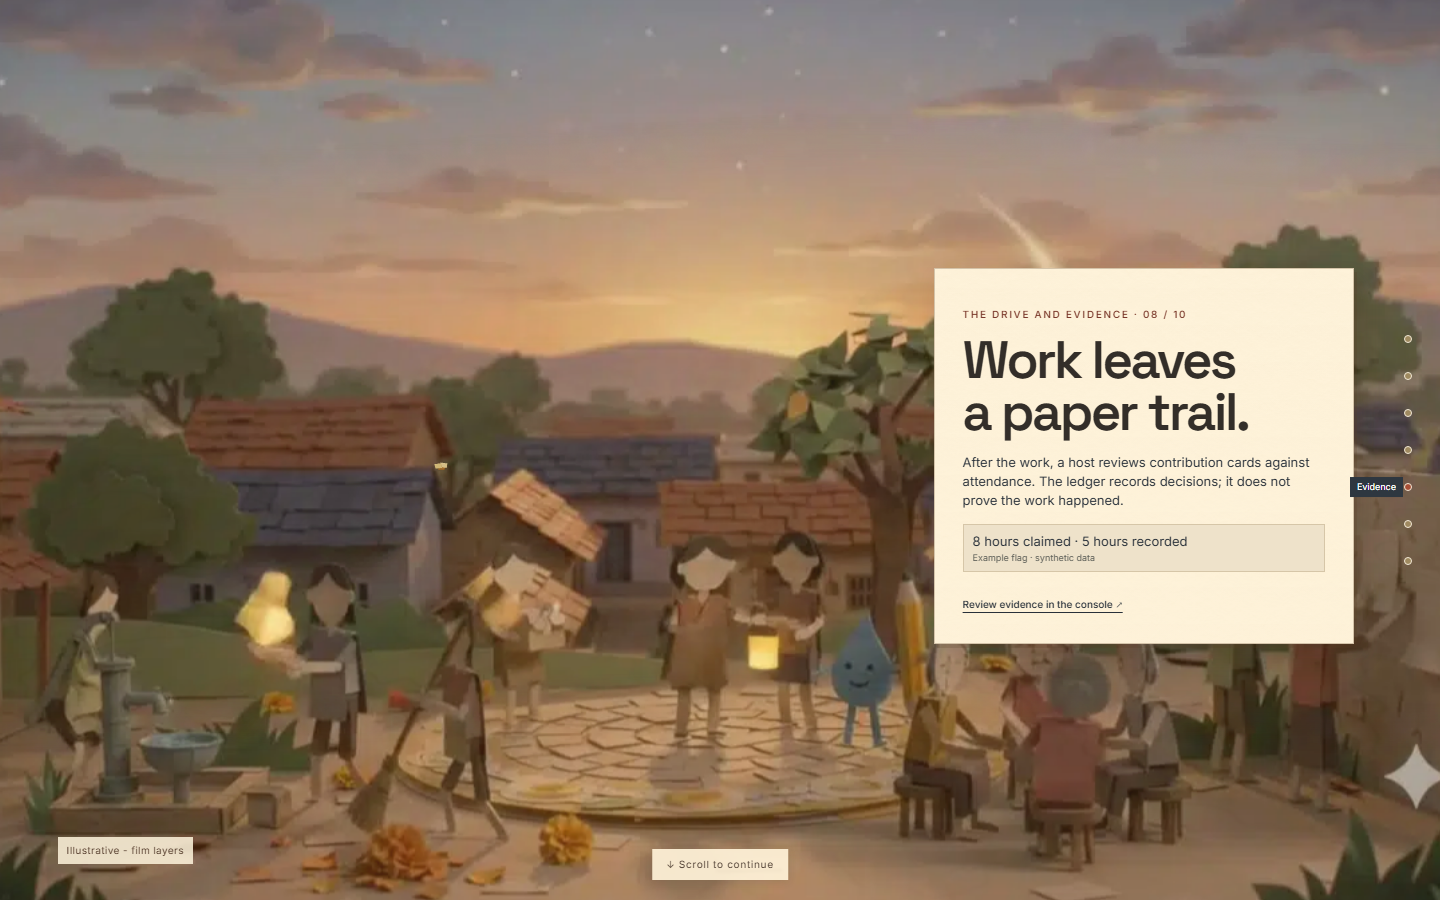 THE DRIVE AND EVIDENCE · 08 / 10
Work leaves
a paper trail.
After the work, a host reviews contribution cards against
attendance. The ledger records decisions; it does not
prove the work happened.
8 hours claimed · 5 hours recorded
Example flag · synthetic data
Review evidence in the console ↗
Evidence
Illustrative - film layers
↓ Scroll to continue